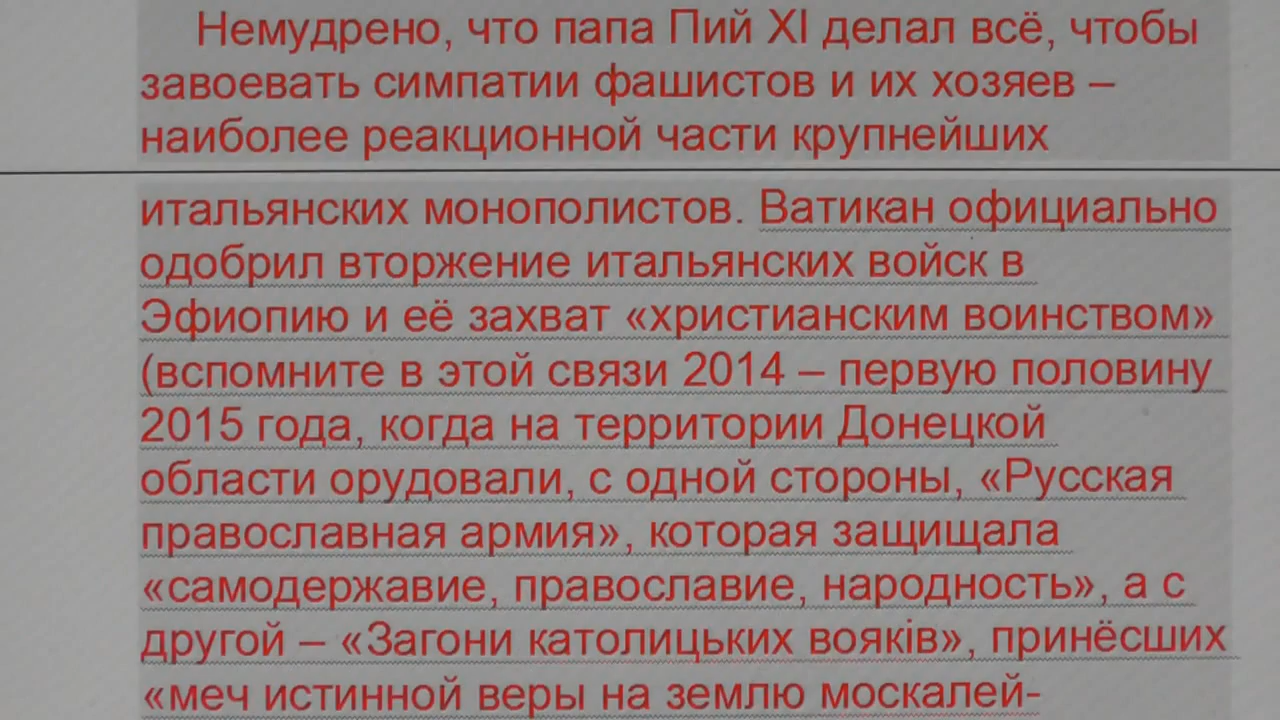 Немудрено, что папа Пий XI делал всё, чтобы
завоевать симпатии фашистов и их хозяев –
наиболее реакционной части крупнейших
итальянских монополистов. Ватикан официально
одобрил вторжение итальянских войск в
Эфиопию и её захват «христианским воинством»
(вспомните в этой связи 2014 – первую половину
2015 года, когда на территории Донецкой
области орудовали, с одной стороны, «Русская
православная армия», которая защищала
«самодержавие, православие, народность», а с
другой – «Загони католицьких вояків», принёсших
«меч истинной веры на землю москалей-